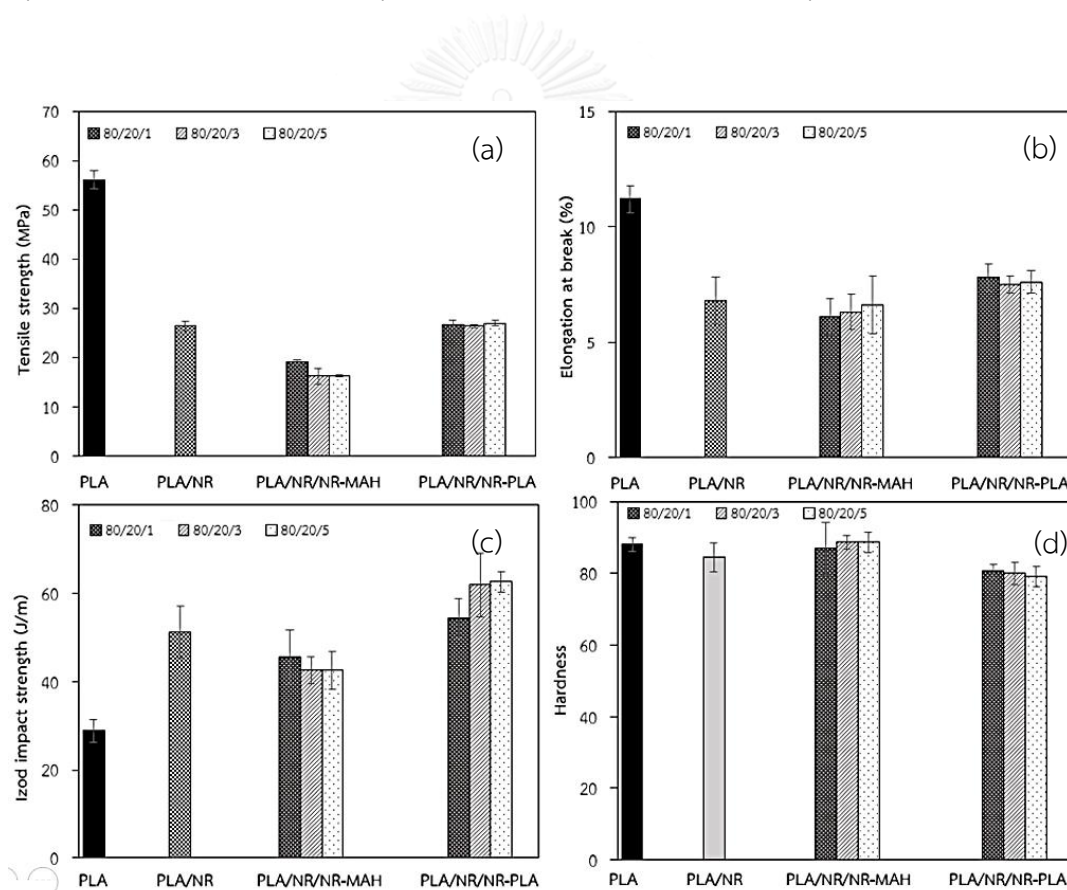 70
60
50
40
30
20
10
0
Tensile strength (MPa)
80/20/1 80/20/3 80/20/5
(a)
PLA PLA/NR PLA/NR/NR-MAH PLA/NR/NR-PLA
15
10
5
0
Elongation at break (%)
80/20/1 80/20/3 80/20/5
(b)
PLA PLA/NR PLA/NR/NR-MAH PLA/NR/NR-PLA
80
60
40
20
0
Izod impact strength (J/m)
80/20/1 80/20/3 80/20/5
(c)
PLA PLA/NR PLA/NR/NR-MAH PLA/NR/NR-PLA
100
80
60
40
20
0
Hardness
80/20/1 80/20/3 80/20/5
(d)
PLA PLA/NR PLA/NR/NR-MAH PLA/NR/NR-PLA